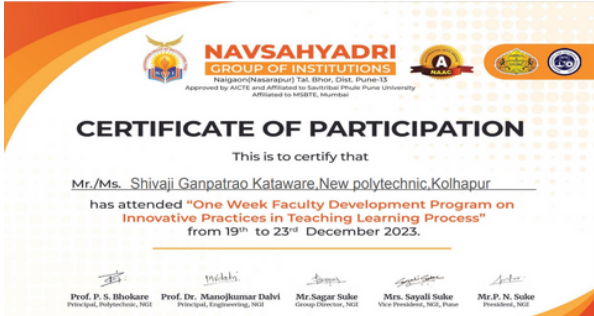 NAVSAHYADRI
GROUP OF INSTITUTIONS
Naigaon(Nasarapur) Tal. Bhor, Dist. Pune-13
Approved by AICTE and Affiliated to Savitribai Phule Pune University
Affiliated to MSBTE, Mumbai
A
NAAC
CERTIFICATE OF PARTICIPATION
This is to certify that
Mr./Ms. Shivaji Ganpatrao Kataware,New polytechnic,Kolhapur
has attended “One Week Faculty Development Program on
Innovative Practices in Teaching Learning Process”
from 19th to 23rd December 2023.
Prof. P. S. Bhokare Prof. Dr. Manojkumar Dalvi Mr.Sagar Suke Mrs. Sayali Suke Mr.P. N. Suke
Principal, Polytechnic, NGI Principal, Engineering, NGI Group Director, NGI Vice President, NGI, Pune President, NGI